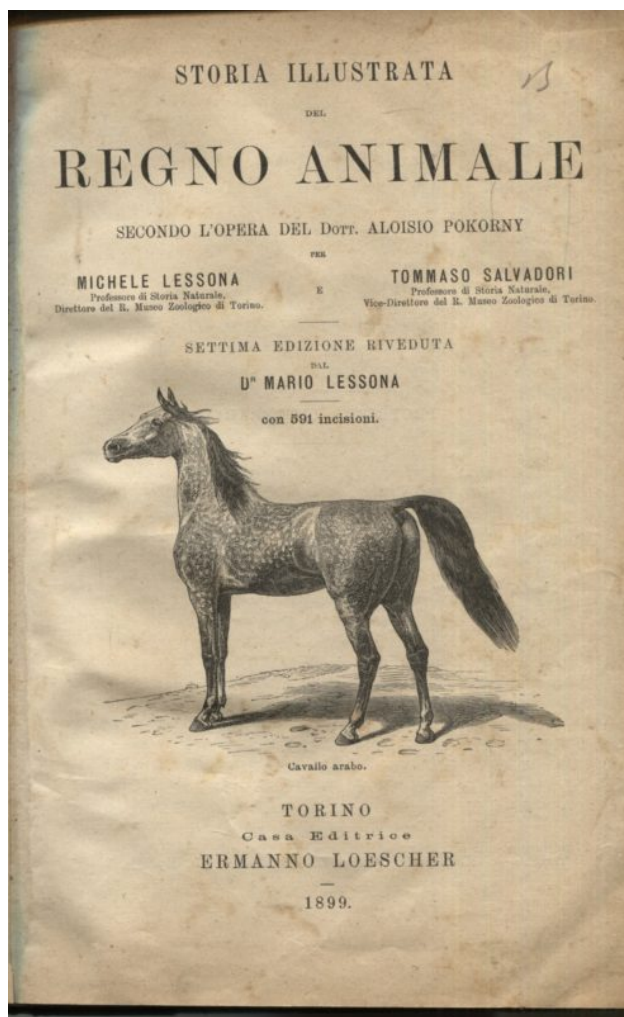 STORIA ILLUSTRATA
DEL
REGNO ANIMALE
SECONDO L'OPERA DEL DOTT. ALOISIO POKORNY
PER
MICHELE LESSONA
Professore di Storia Naturale,
Direttore del R. Museo Zoologico di Torino.
E
TOMMASO SALVADORI
Professore di Storia Naturale,
Vice-Direttore del R. Museo Zoologico di Torino.
SETTIMA EDIZIONE RIVEDUTA
DAL
Dr MARIO LESSONA
con 591 incisioni.
Cavallo arabo.
TORINO
Casa Editrice
ERMANNO LOESCHER
1899.